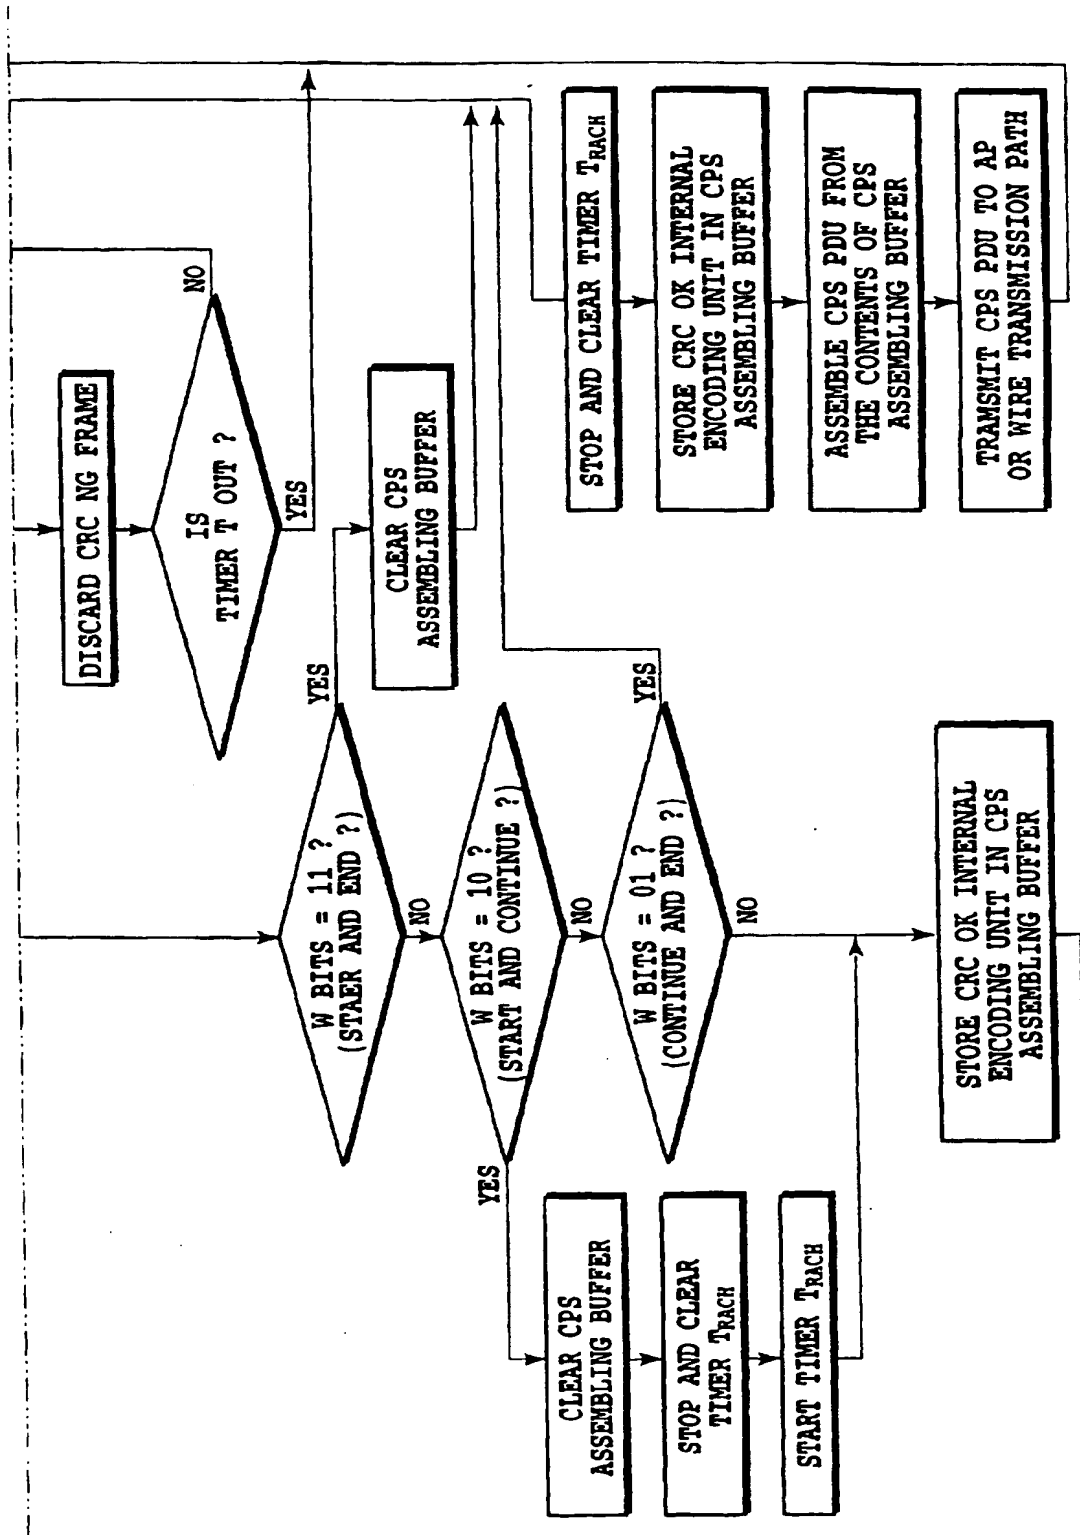 DISCARD CRC NG FRAME
IS
TIMER T OUT ?
NO
YES
W BITS = 11 ?
(STAER AND END ?)
YES
NO
CLEAR CPS
ASSEMBLING BUFFER
W BITS = 10 ?
(START AND CONTINUE ?)
YES
NO
W BITS = 01 ?
(CONTINUE AND END ?)
YES
NO
CLEAR CPS
ASSEMBLING BUFFER
STOP AND CLEAR
TIMER TRACH
START TIMER TRACH
STORE CRC OK INTERNAL
ENCODING UNIT IN CPS
ASSEMBLING BUFFER
STOP AND CLEAR TIMER TRACH
STORE CRC OK INTERNAL
ENCODING UNIT IN CPS
ASSEMBLING BUFFER
ASSEMBLE CPS PDU FROM
THE CONTENTS OF CPS
ASSEMBLING BUFFER
TRAMSMIT CPS PDU TO AP
OR WIRE TRANSMISSION PATH